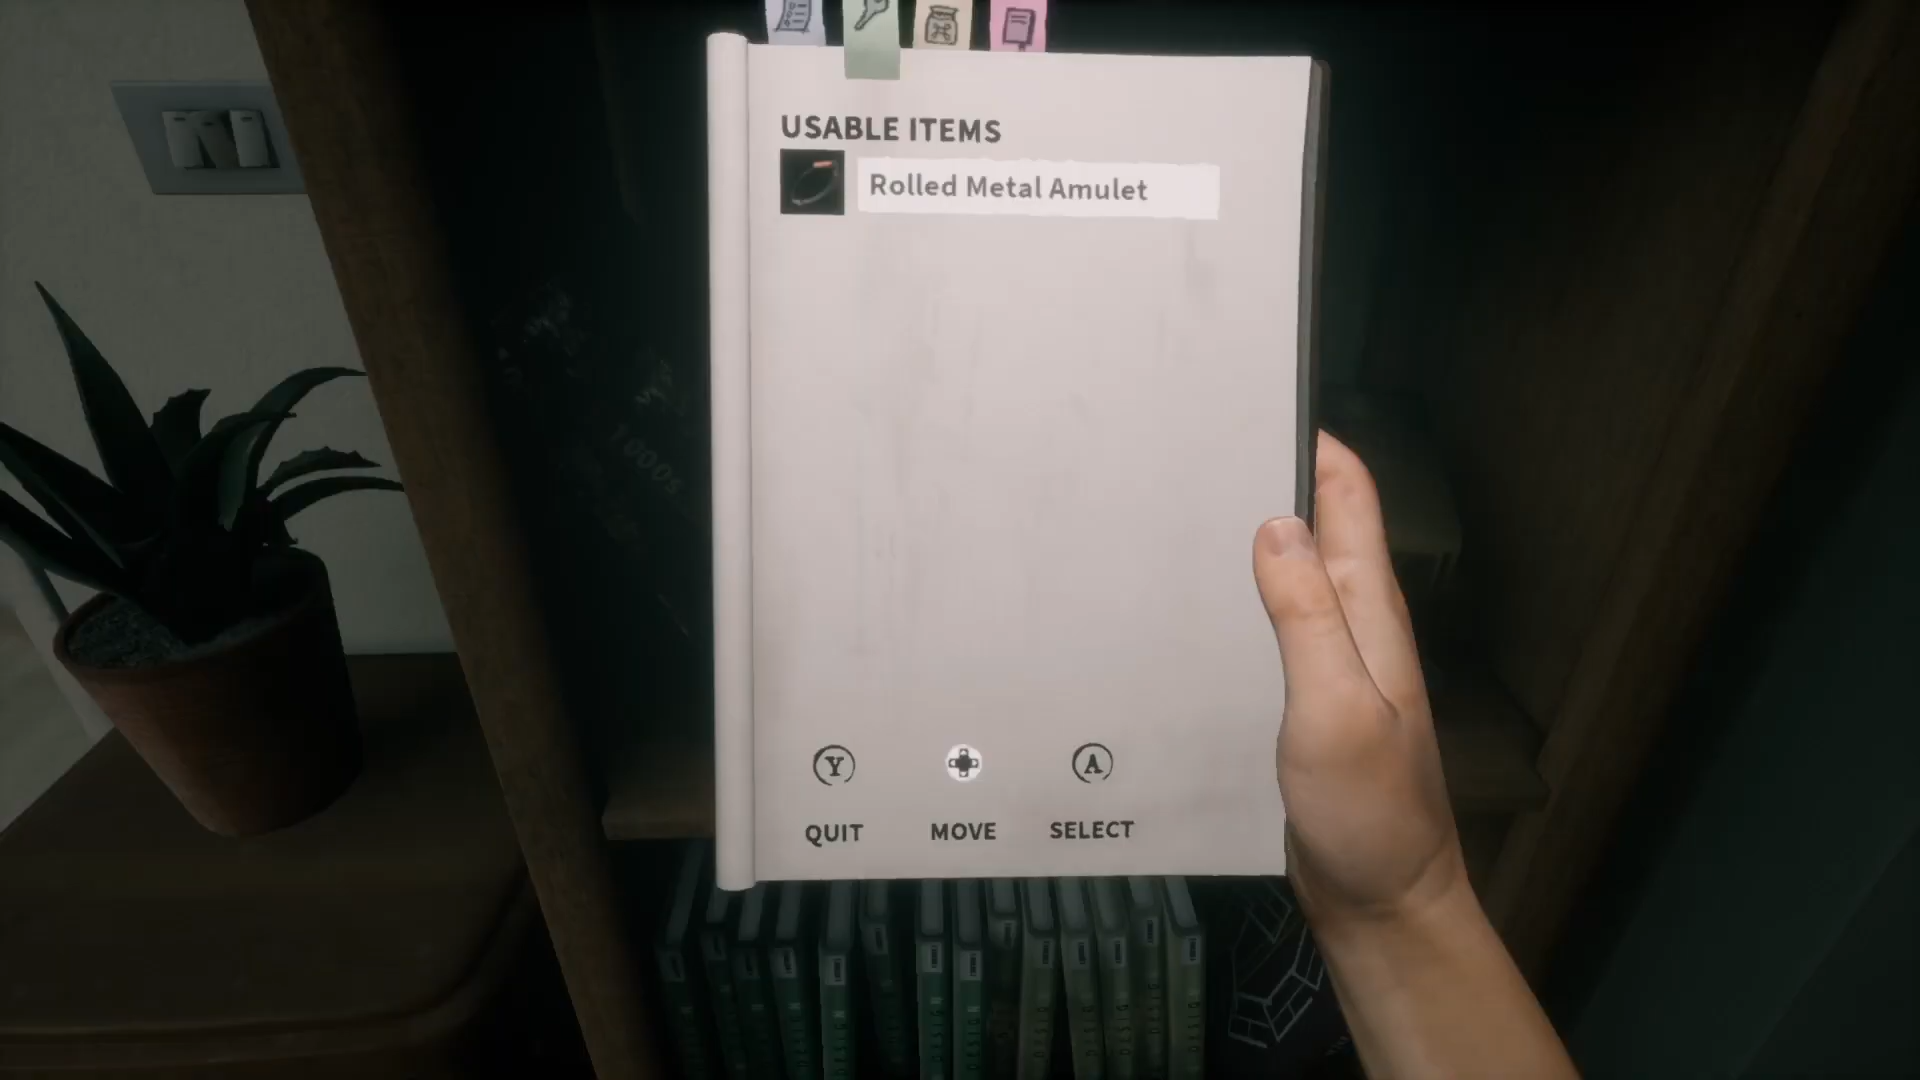 USABLE ITEMS
Rolled Metal Amulet
Y
A
QUIT
MOVE
SELECT